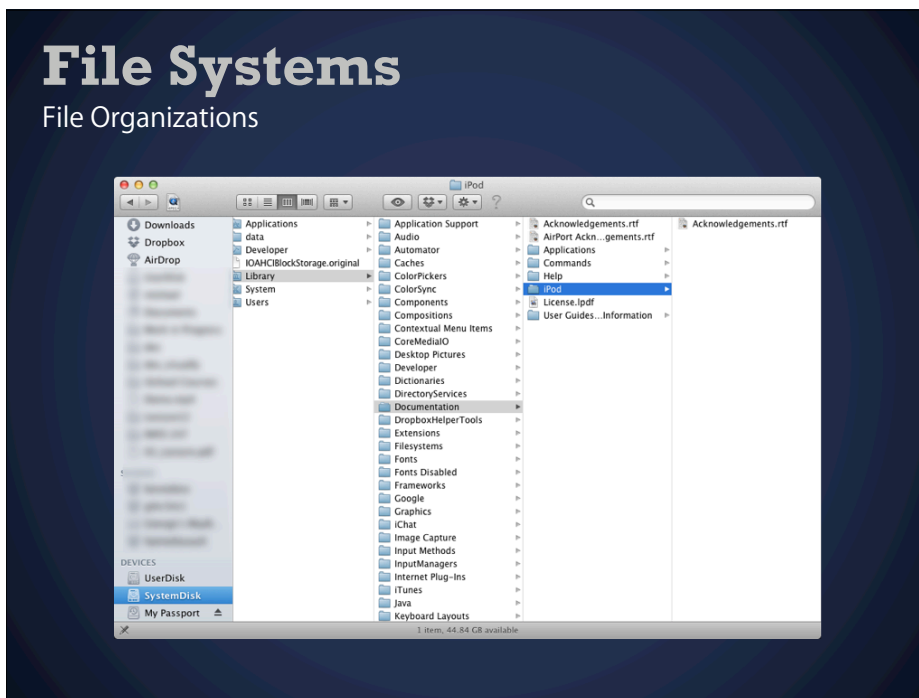 File Systems
File Organizations
iPod
?
Downloads
Dropbox
AirDrop
DEVICES
UserDisk
SystemDisk
My Passport
Applications
data
Developer
IOAHCIBlockStorage.original
Library
System
Users
Application Support
Audio
Automator
Caches
ColorPickers
ColorSync
Components
Compositions
Contextual Menu Items
CoreMediaIO
Desktop Pictures
Developer
Dictionaries
DirectoryServices
Documentation
DropboxHelperTools
Extensions
Filesystems
Fonts
Fonts Disabled
Frameworks
Google
Graphics
iChat
Image Capture
Input Methods
InputManagers
Internet Plug-Ins
iTunes
Java
Keyboard Layouts
Acknowledgements.rtf
AirPort Ackn...gements.rtf
Applications
Commands
Help
iPod
License.lpdf
User Guides...Information
Acknowledgements.rtf
1 item, 44.84 GB available